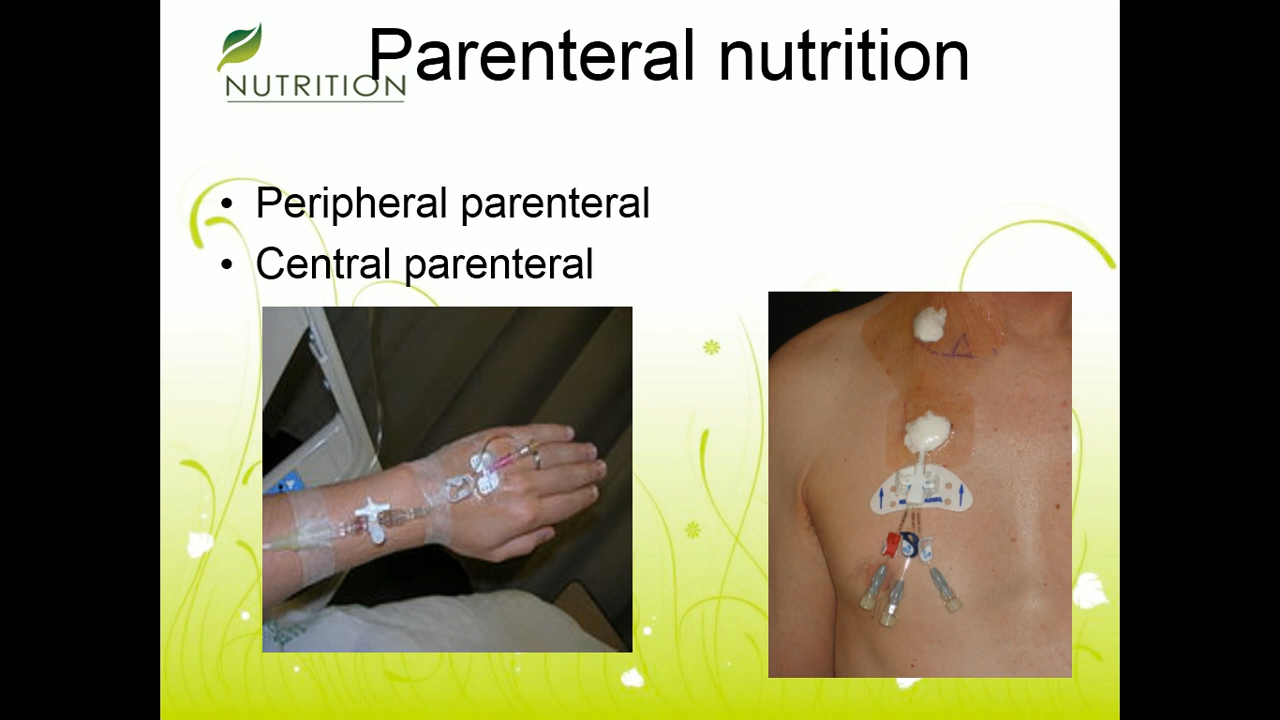 Parenteral nutrition
NUTRITION
• Peripheral parenteral
• Central parenteral